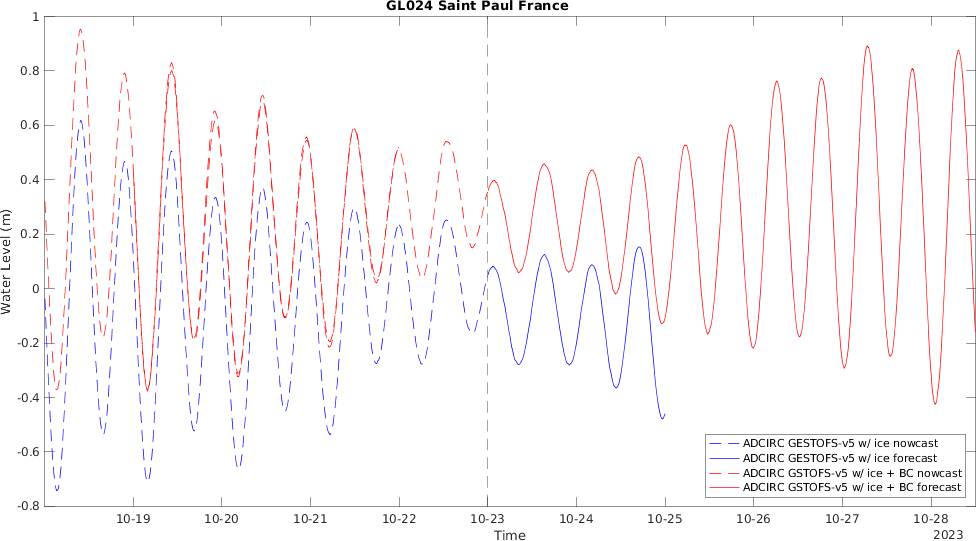 GL024 Saint Paul France
1
0.8
0.6
0.4
0.2
0
-0.2
-0.4
-0.6
-0.8
Water Level (m)
ADCIRC GESTOFS-v5 w/ ice nowcast
ADCIRC GESTOFS-v5 w/ ice forecast
ADCIRC GSTOFS-v5 w/ ice + BC nowcast
ADCIRC GSTOFS-v5 w/ ice + BC forecast
10-19 10-20 10-21 10-22 10-23 10-24 10-25 10-26 10-27 10-28
Time 2023